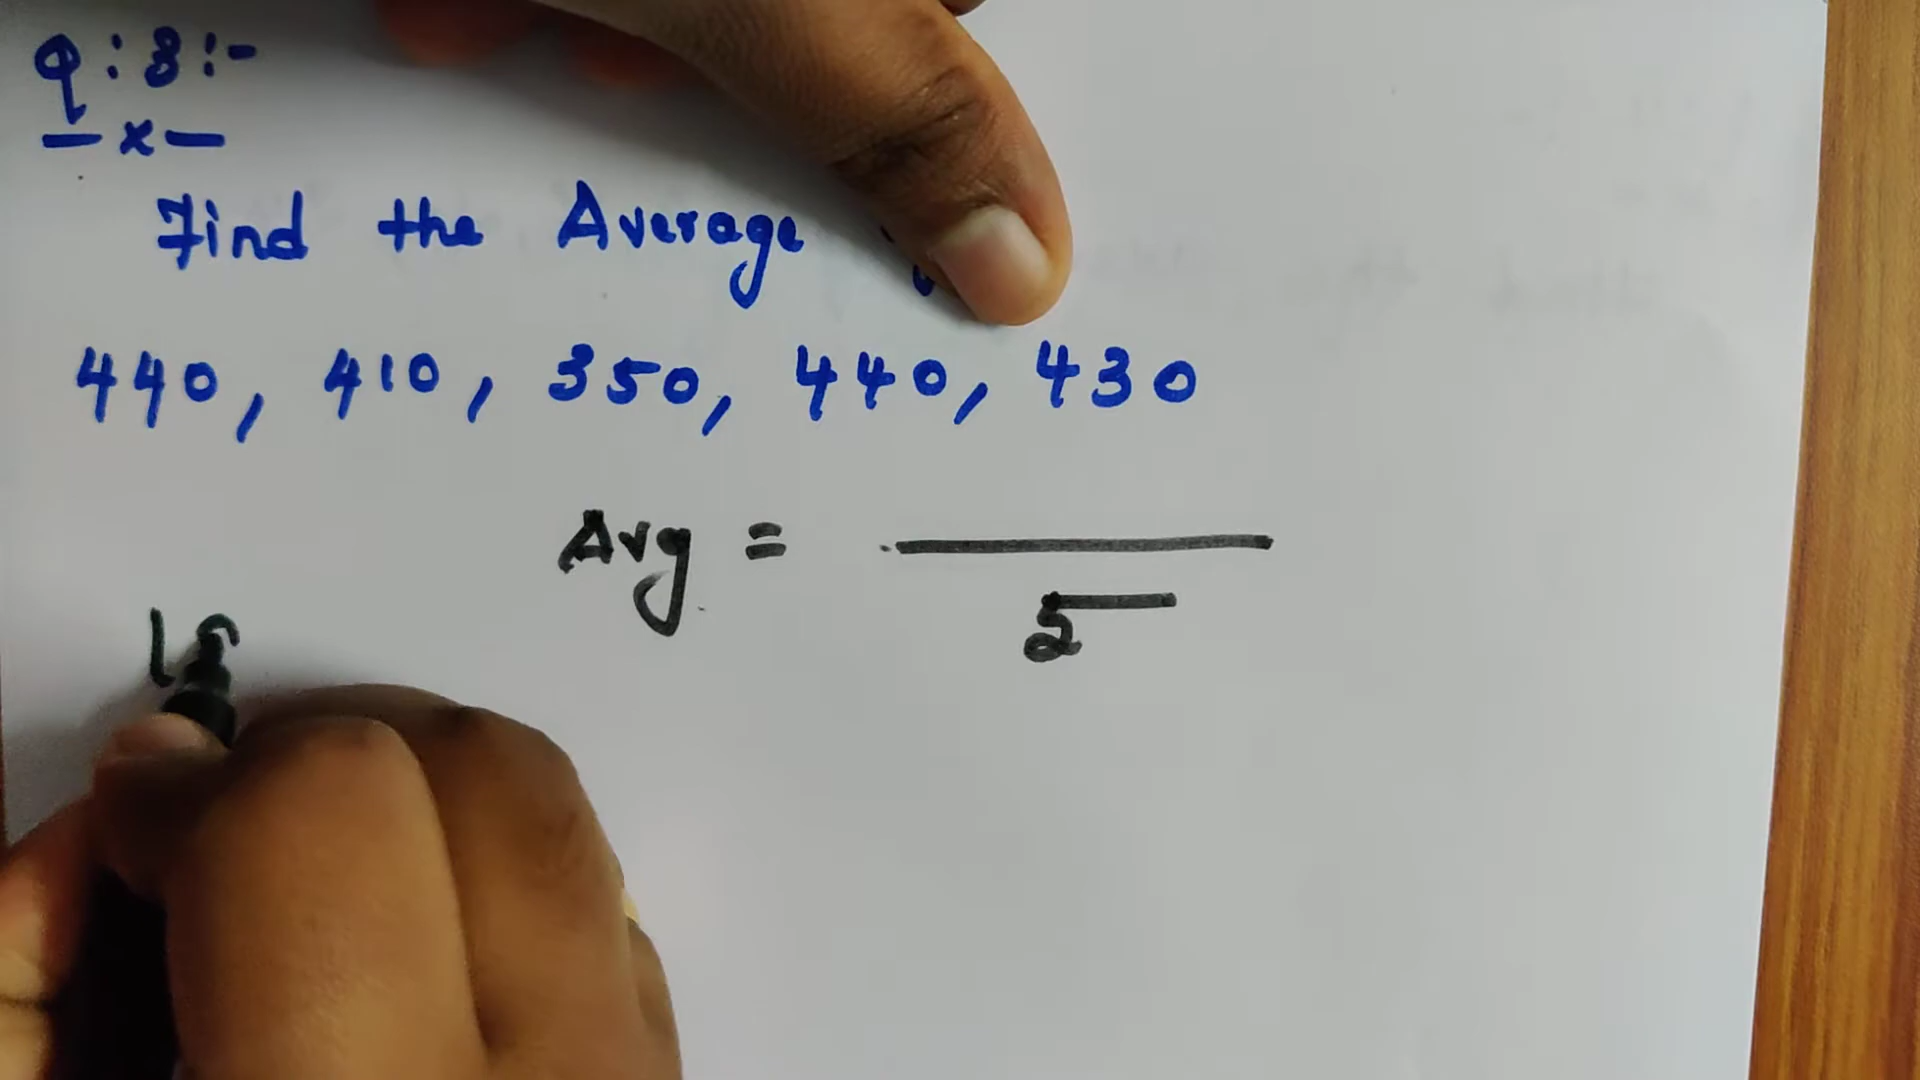 Q:8:-
—x—
Find the Average
440, 410, 350, 440, 430
Avg = ————
5